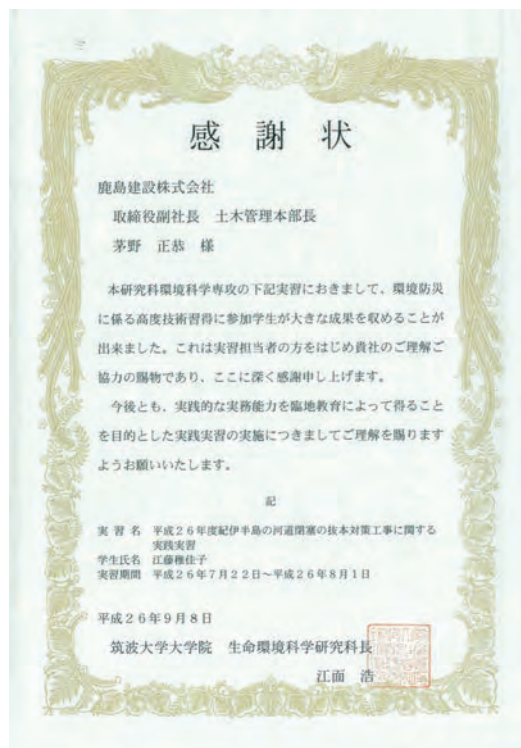 感謝状
鹿島建設株式会社
取締役副社長 土木管理本部長
茅野 正恭 様
本研究科環境科学専攻の下記実習におきまして、環境防災
に係る高度技術習得に参加学生が大きな成果を収めることが
出来ました。これは実習担当者の方をはじめ貴社のご理解ご
協力の賜物であり、ここに深く感謝申し上げます。
今後とも、実践的な実務能力を臨地教育によって得ること
を目的とした実践実習の実施につきましてご理解を賜ります
ようお願いいたします。
記
実習名 平成26年度紀伊半島の河道閉塞の抜本対策工事に関する
実践実習
学生氏名 江藤稚佳子
実習期間 平成26年7月22日～平成26年8月1日
平成26年9月8日
筑波大学大学院 生命環境科学研究科長
江面 浩